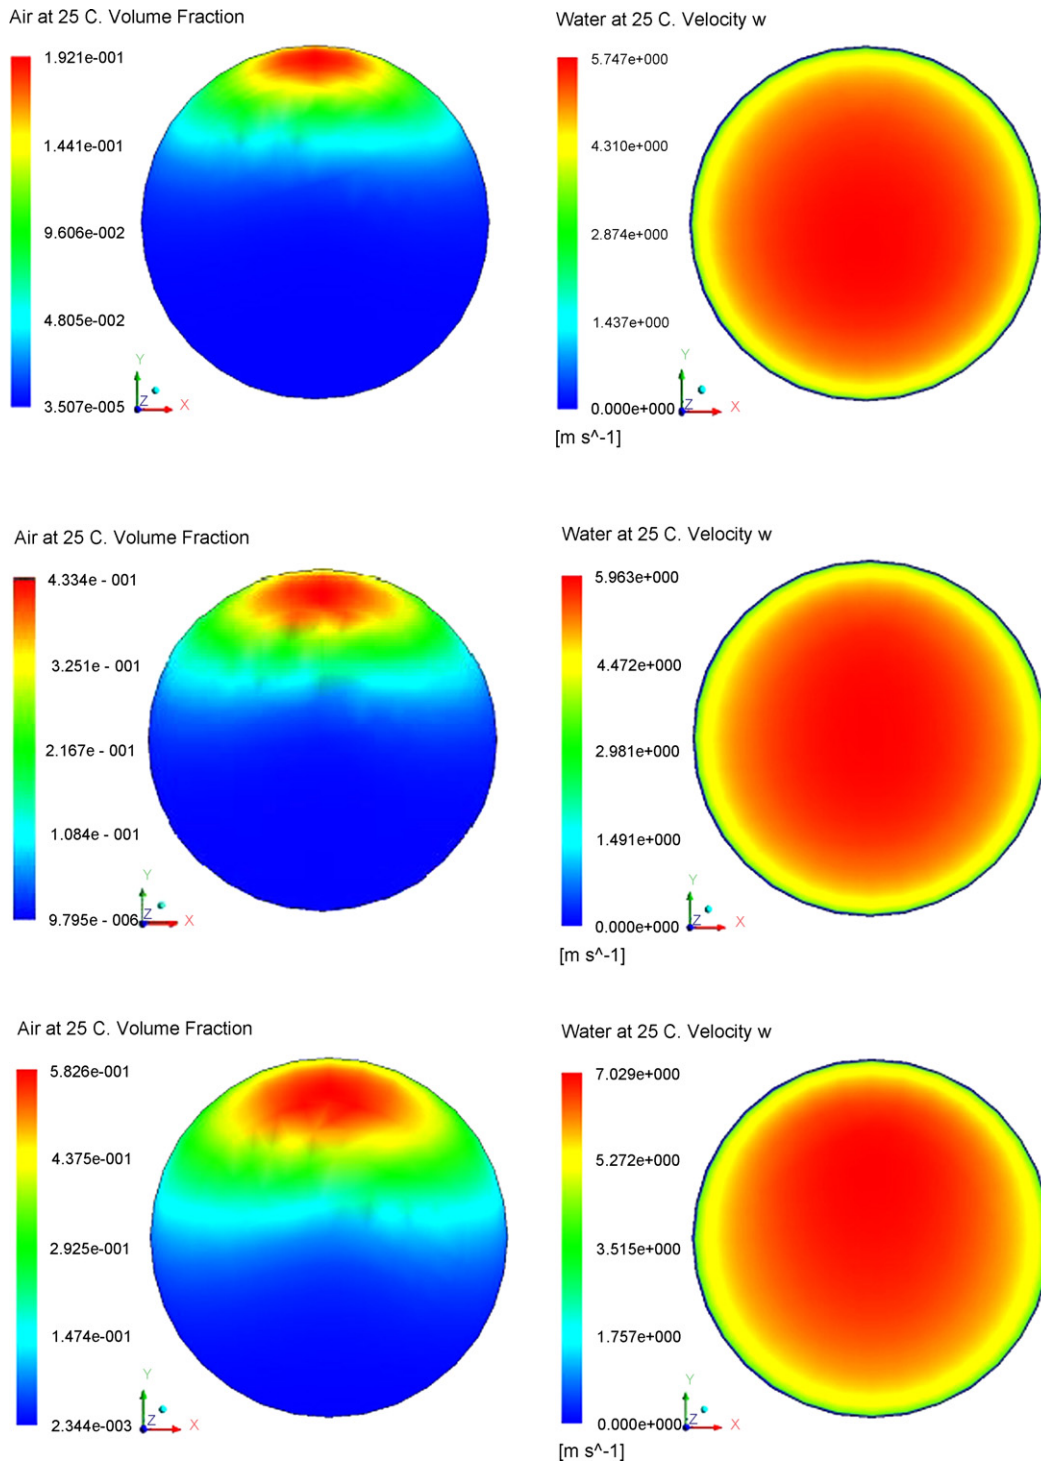 Air at 25 C. Volume Fraction
1.921e-001
1.441e-001
9.606e-002
4.805e-002
3.507e-005
Y
Z
X
Water at 25 C. Velocity w
5.747e+000
4.310e+000
2.874e+000
1.437e+000
0.000e+000
[m s^-1]
Y
Z
X
Air at 25 C. Volume Fraction
4.334e - 001
3.251e - 001
2.167e - 001
1.084e - 001
9.795e - 006
Y
Z
X
Water at 25 C. Velocity w
5.963e+000
4.472e+000
2.981e+000
1.491e+000
0.000e+000
[m s^-1]
Y
Z
X
Air at 25 C. Volume Fraction
5.826e-001
4.375e-001
2.925e-001
1.474e-001
2.344e-003
Y
Z
X
Water at 25 C. Velocity w
7.029e+000
5.272e+000
3.515e+000
1.757e+000
0.000e+000
[m s^-1]
Y
Z
X